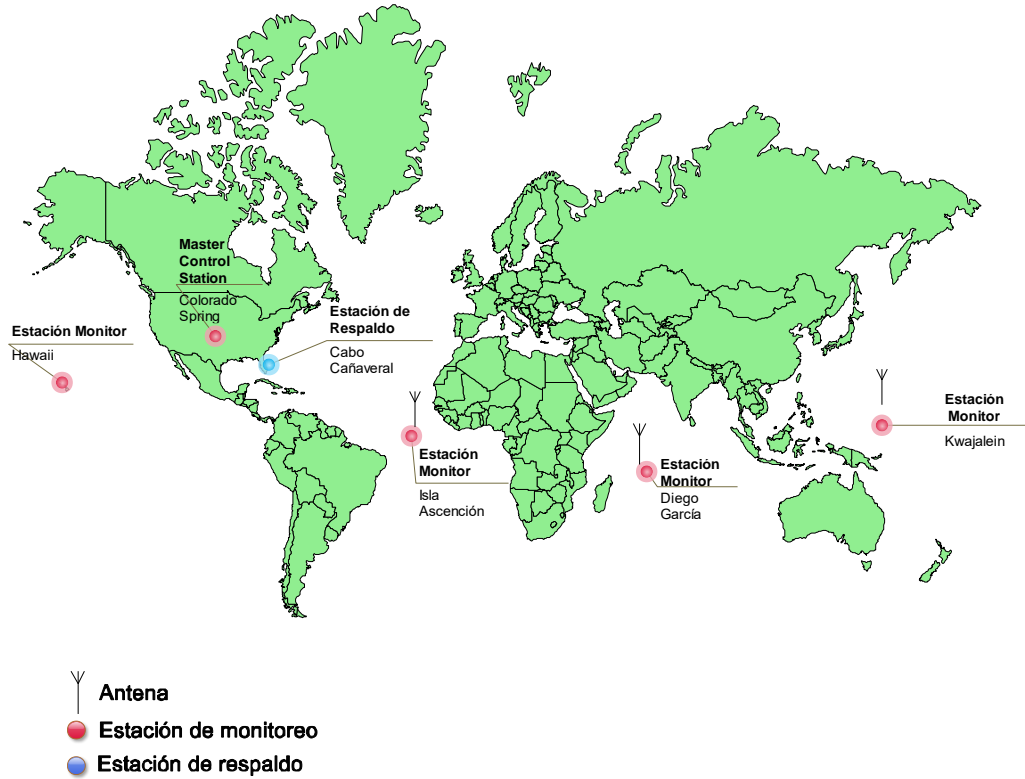 Master
Control
Station
Colorado
Spring
Estación de
Respaldo
Cabo
Cañaveral
Estación Monitor
Hawaii
Estación
Monitor
Isla
Ascención
Estación
Monitor
Diego
García
Estación
Monitor
Kwajalein
Antena
Estación de monitoreo
Estación de respaldo